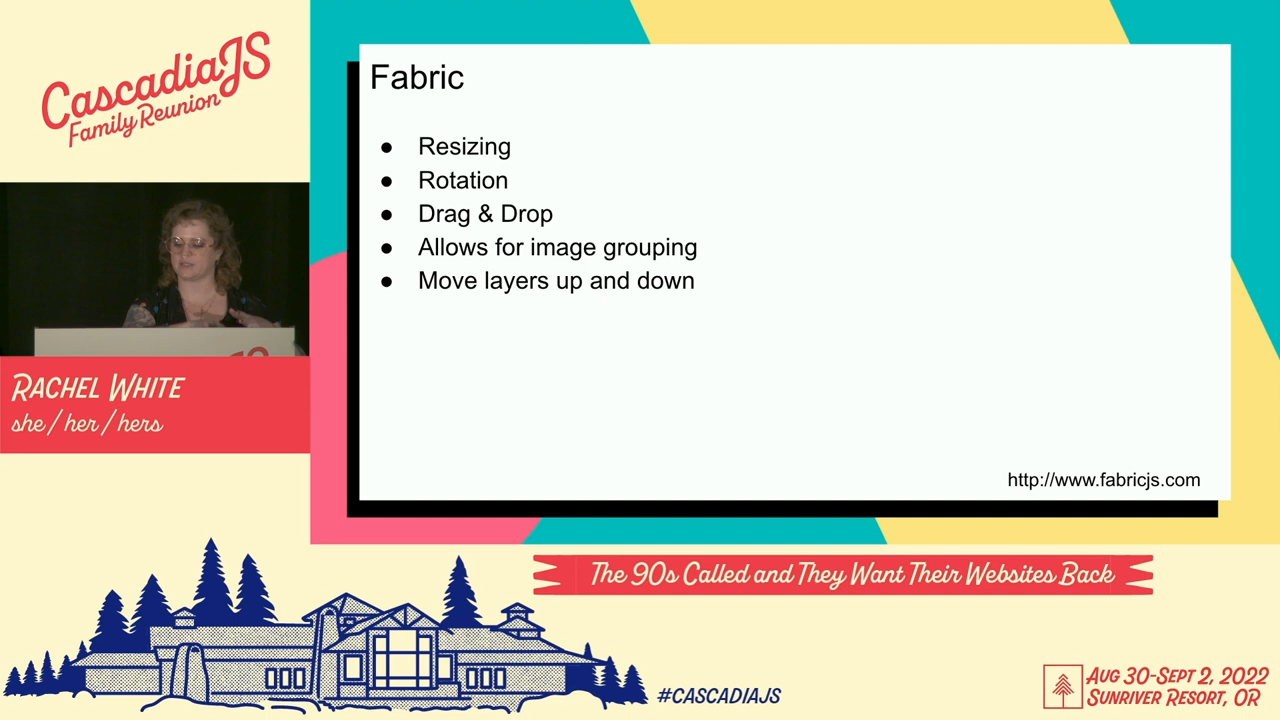 CascadiaJS
Family Reunion
Fabric
● Resizing
● Rotation
● Drag & Drop
● Allows for image grouping
● Move layers up and down
http://www.fabricjs.com
Rachel White
she / her / hers
The 90s Called and They Want Their Websites Back
#CASCADIAJS
Aug 30-Sept 2, 2022
Sunriver Resort, OR